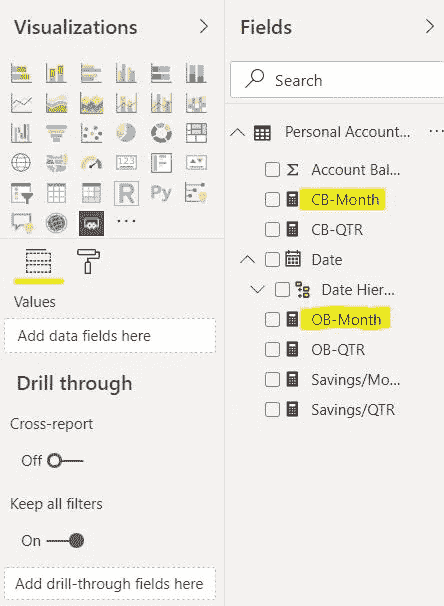 Visualizations
123
R
Py
Values
Add data fields here
Drill through
Cross-report
Off
Keep all filters
On
Add drill-through fields here
Fields
Search
Personal Account...
Σ Account Bal...
CB-Month
CB-QTR
Date
Date Hier...
OB-Month
OB-QTR
Savings/Mo...
Savings/QTR